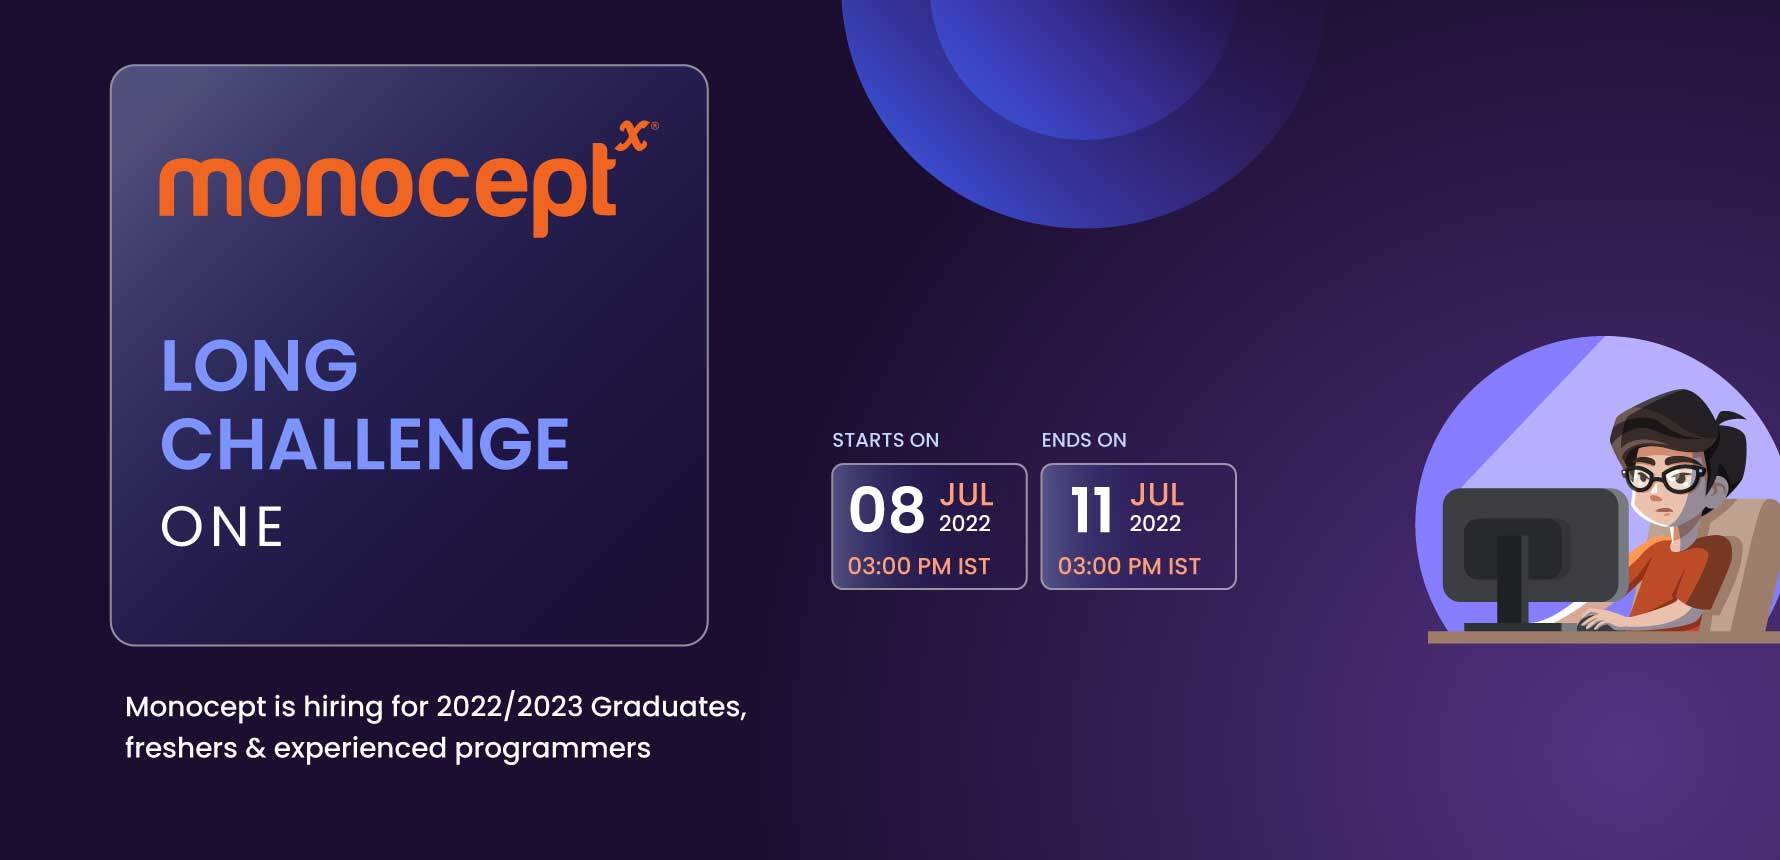 monocept x®
LONG
CHALLENGE
ONE
Monocept is hiring for 2022/2023 Graduates,
freshers & experienced programmers
STARTS ON
08 JUL 2022
03:00 PM IST
ENDS ON
11 JUL 2022
03:00 PM IST